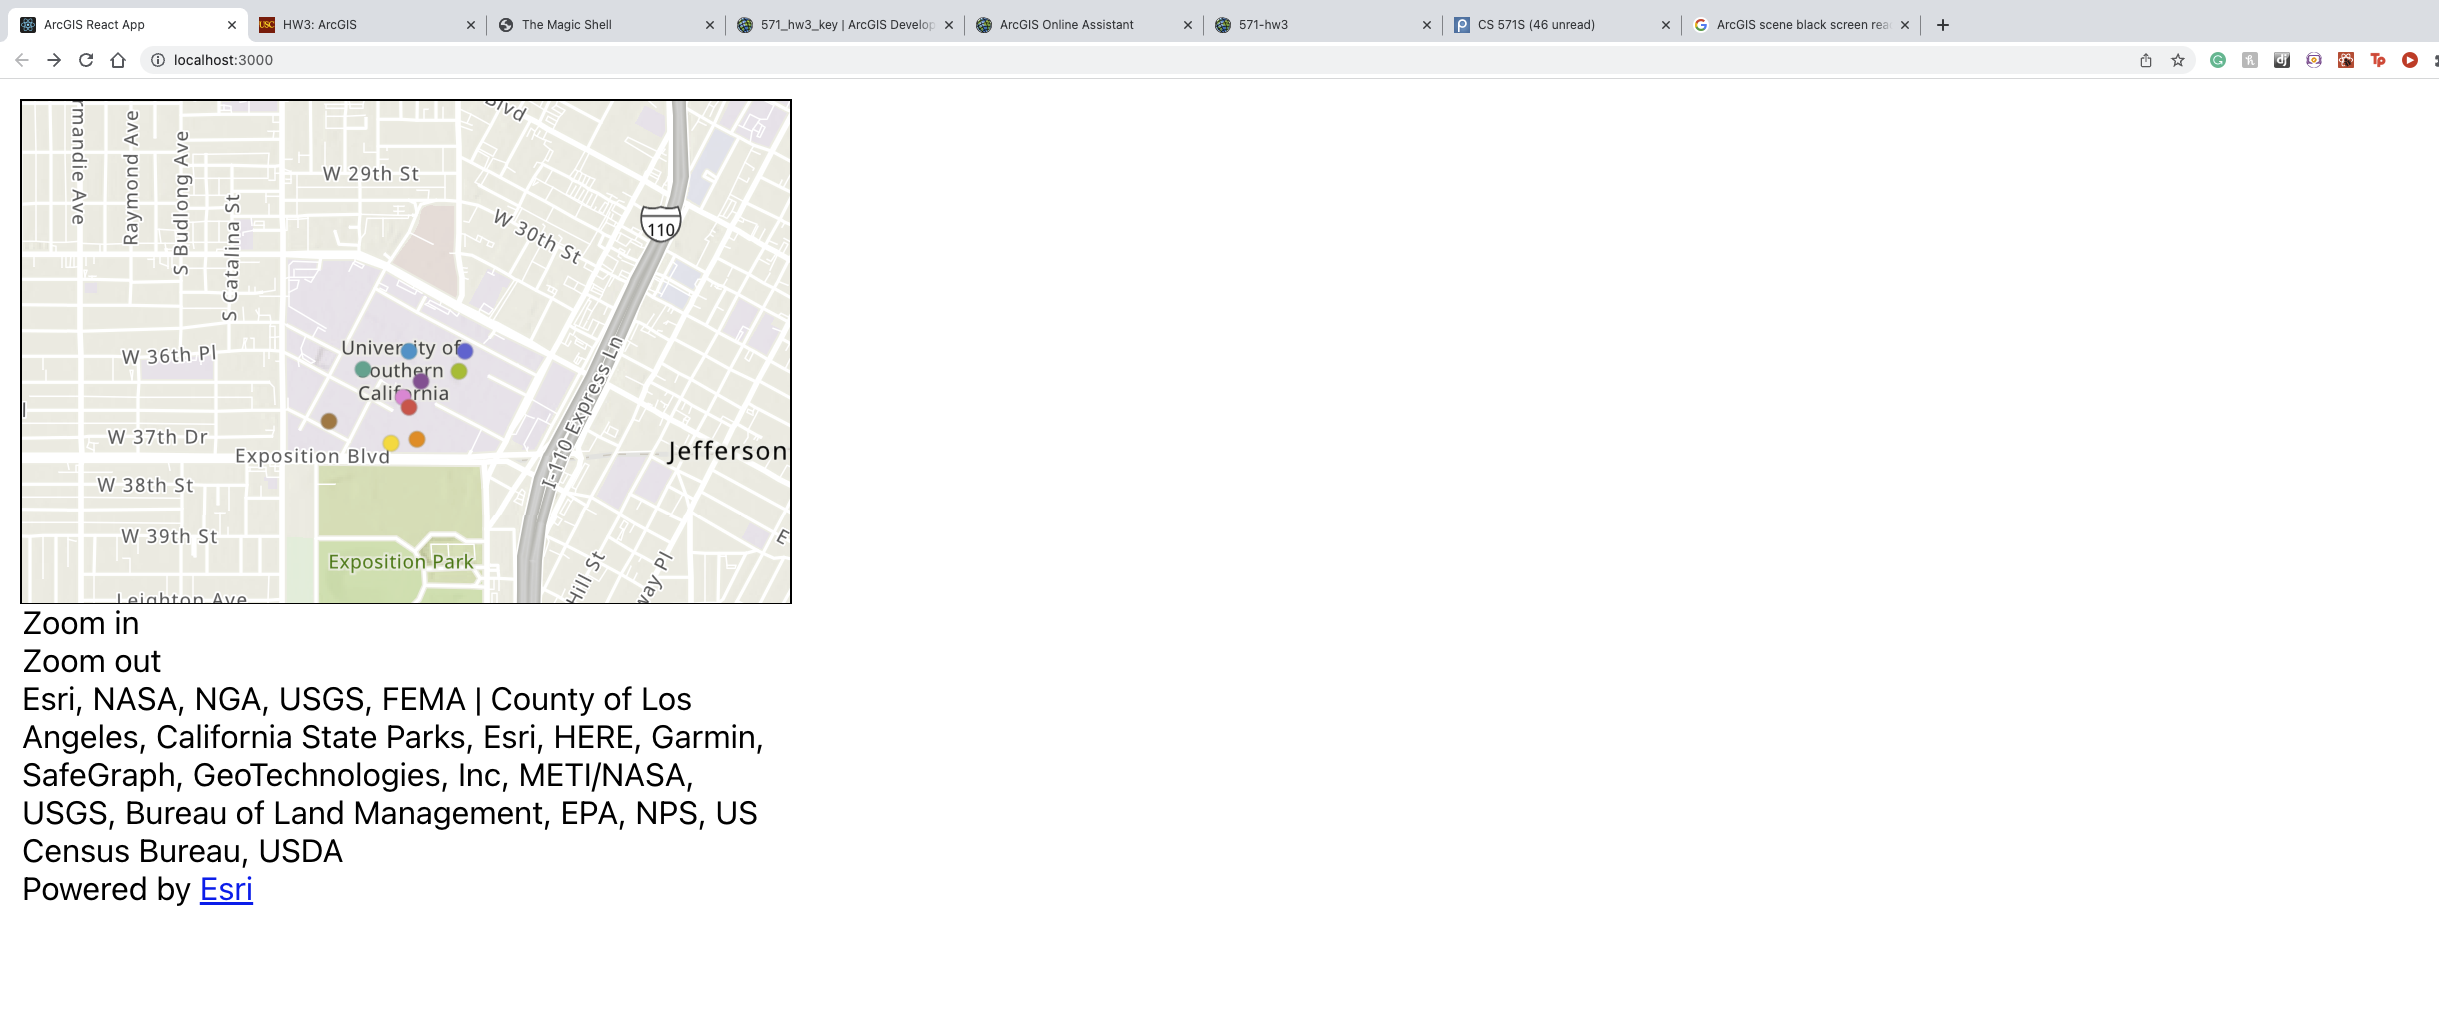 ArcGIS React App
HW3: ArcGIS
The Magic Shell
571_hw3_key | ArcGIS Develop
ArcGIS Online Assistant
571-hw3
CS 571S (46 unread)
ArcGIS scene black screen rea
localhost:3000
rmandie Ave
Raymond Ave
S Budlong Ave
S Catalina St
W 29th St
Blvd
W 30th St
110
W 36th Pl
University of
Southern
California
I-110 Express Ln
W 37th Dr
Exposition Blvd
Jefferson
W 38th St
W 39th St
Exposition Park
Hill St
way Pl
E
Leighton Ave
Zoom in
Zoom out
Esri, NASA, NGA, USGS, FEMA | County of Los
Angeles, California State Parks, Esri, HERE, Garmin,
SafeGraph, GeoTechnologies, Inc, METI/NASA,
USGS, Bureau of Land Management, EPA, NPS, US
Census Bureau, USDA
Powered by Esri